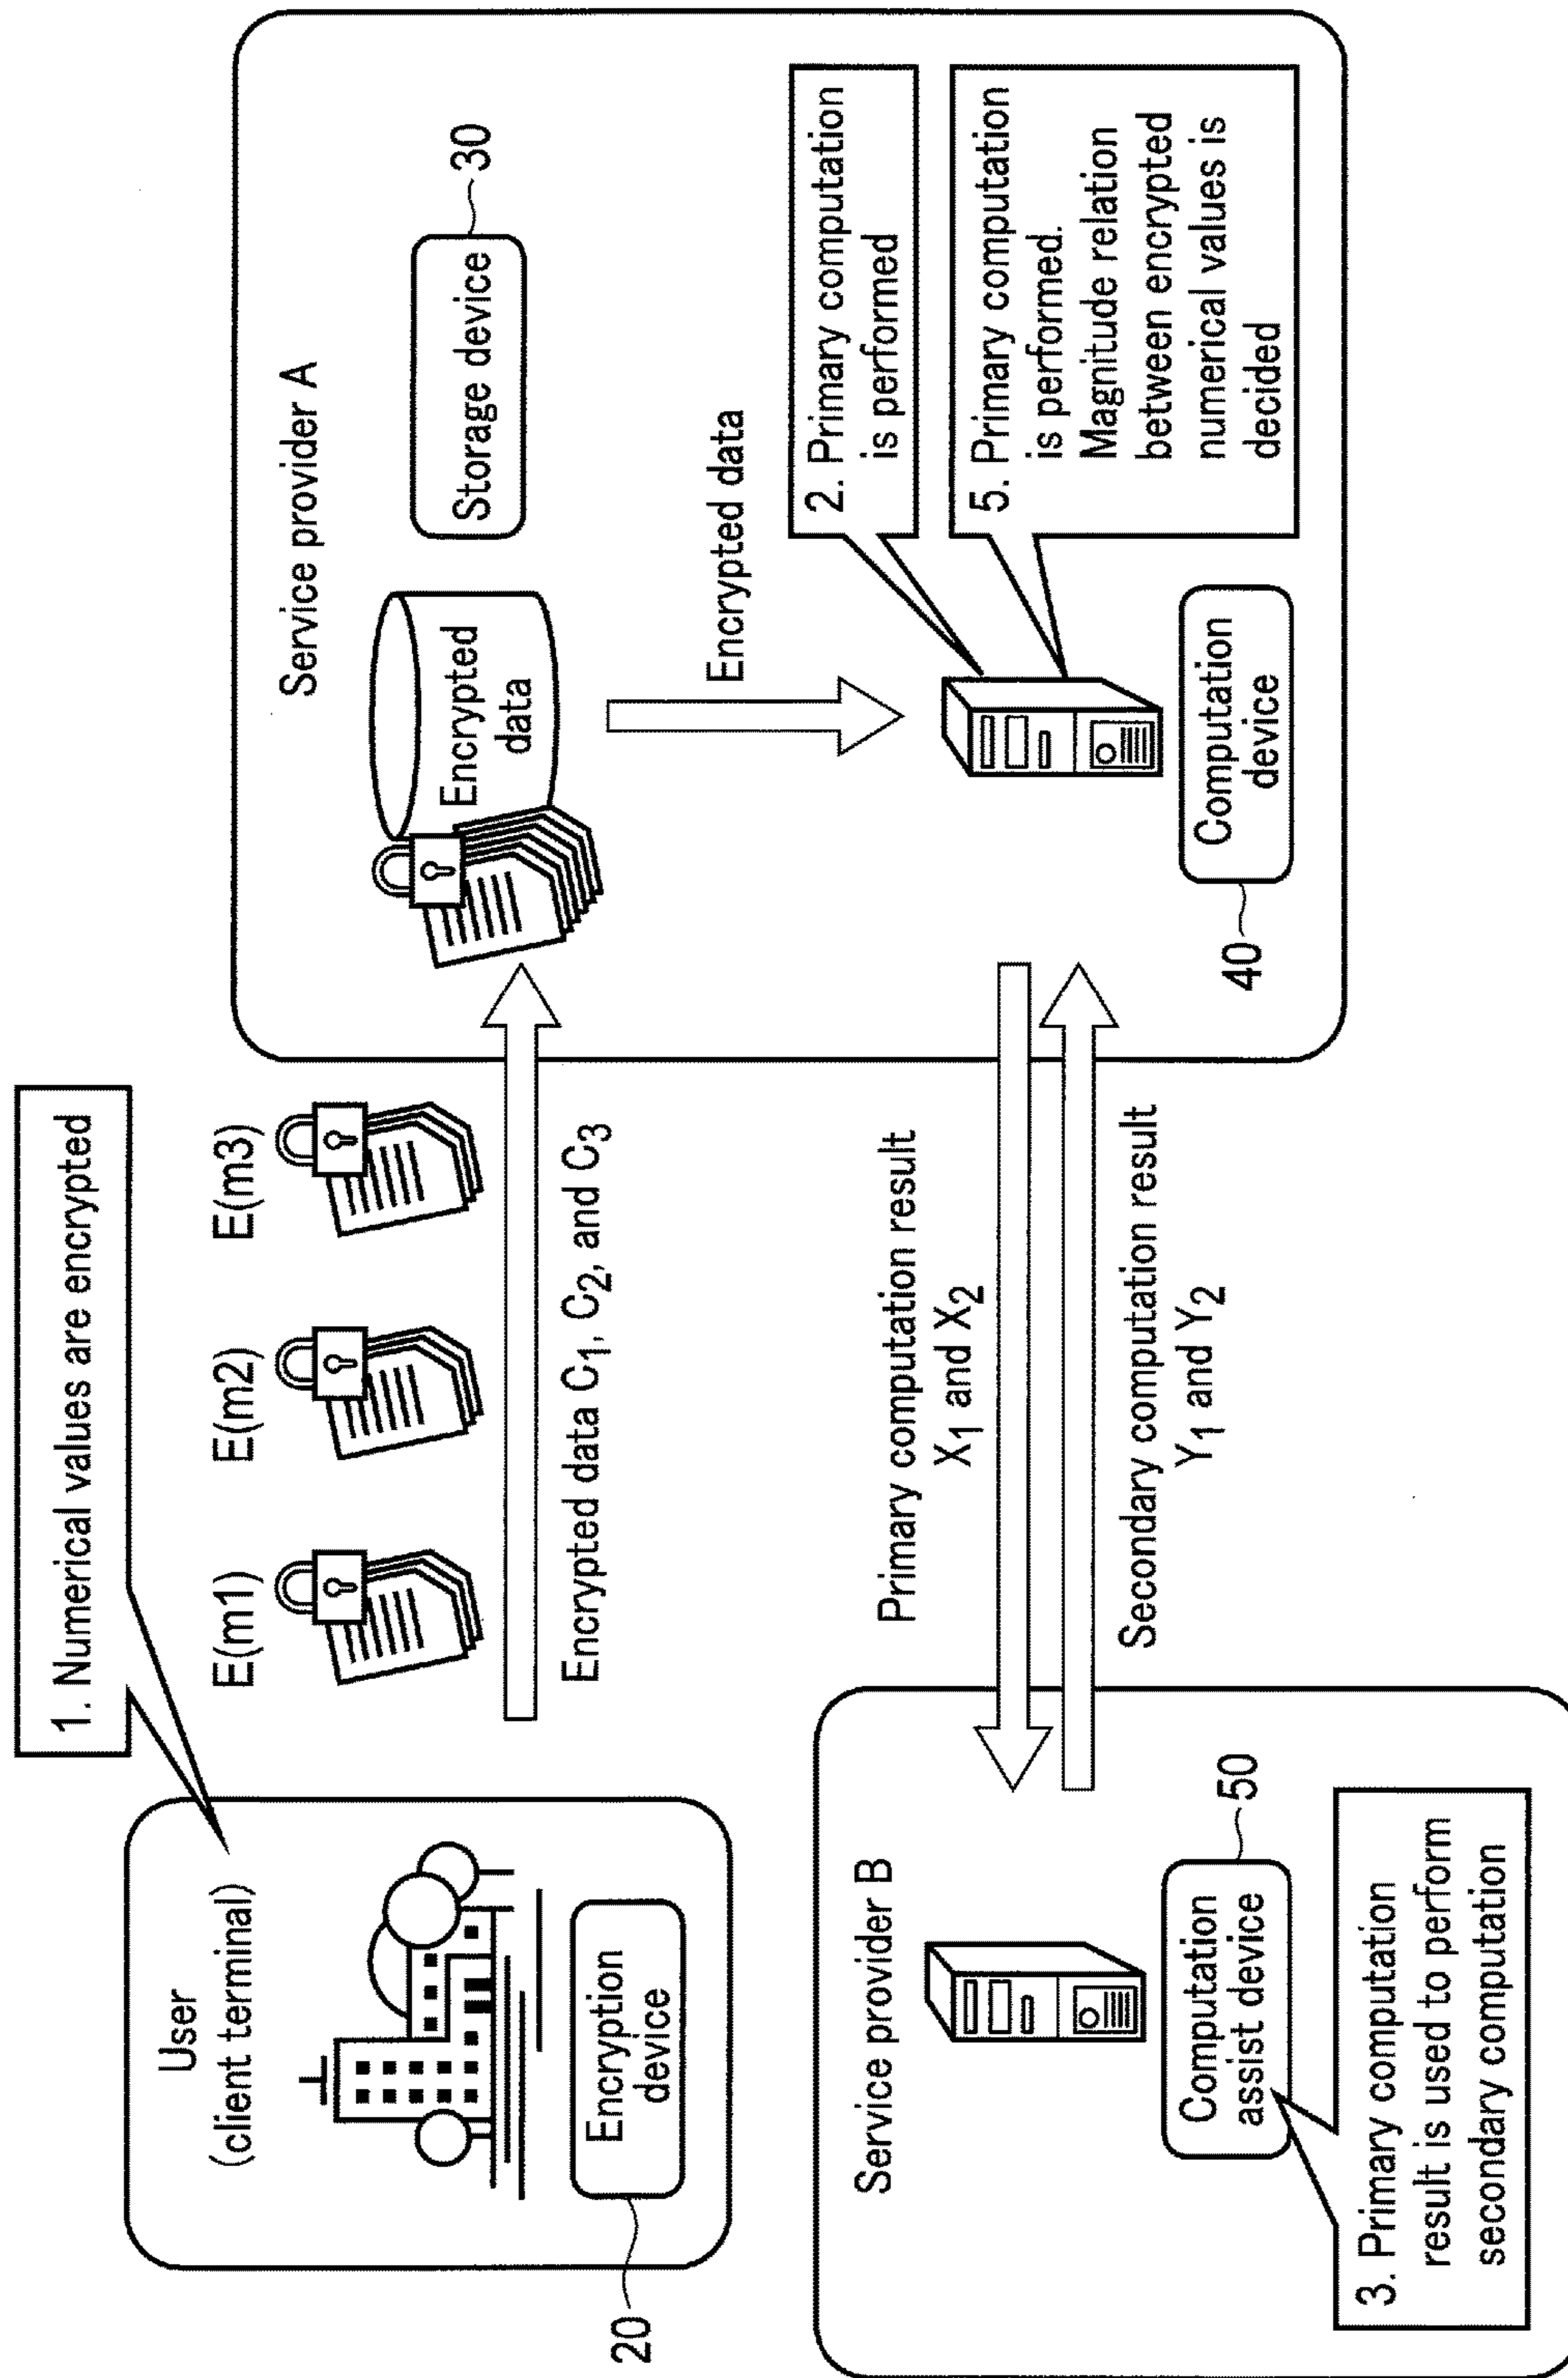 1. Numerical values are encrypted
User
(client terminal)
Encryption
device
20
E(m1)
E(m2)
E(m3)
Encrypted data C1, C2, and C3
Service provider A
Encrypted
data
Storage device
30
Encrypted data
2. Primary computation
is performed
5. Primary computation
is performed.
Magnitude relation
between encrypted
numerical values is
decided
Computation
device
40
Primary computation result
X1 and X2
Secondary computation result
Y1 and Y2
Service provider B
Computation
assist device
50
3. Primary computation
result is used to perform
secondary computation